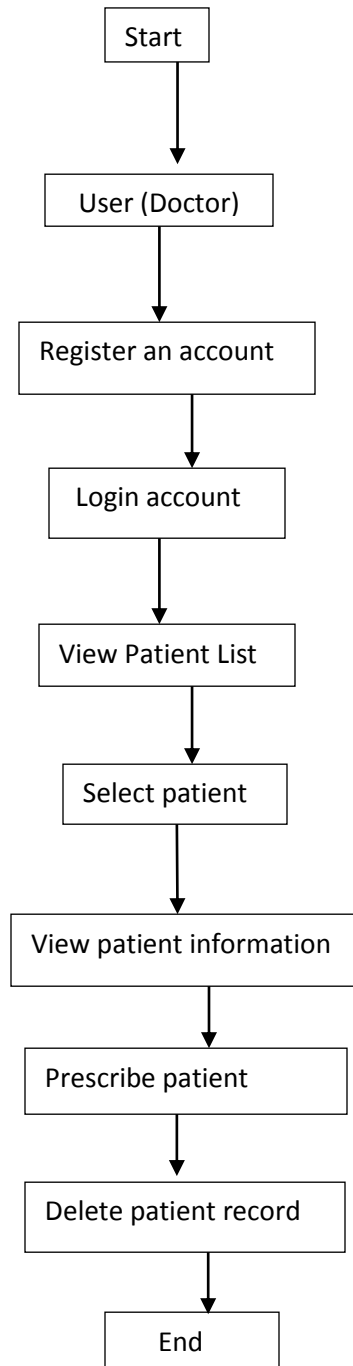 Start
User (Doctor)
Register an account
Login account
View Patient List
Select patient
View patient information
Prescribe patient
Delete patient record
End